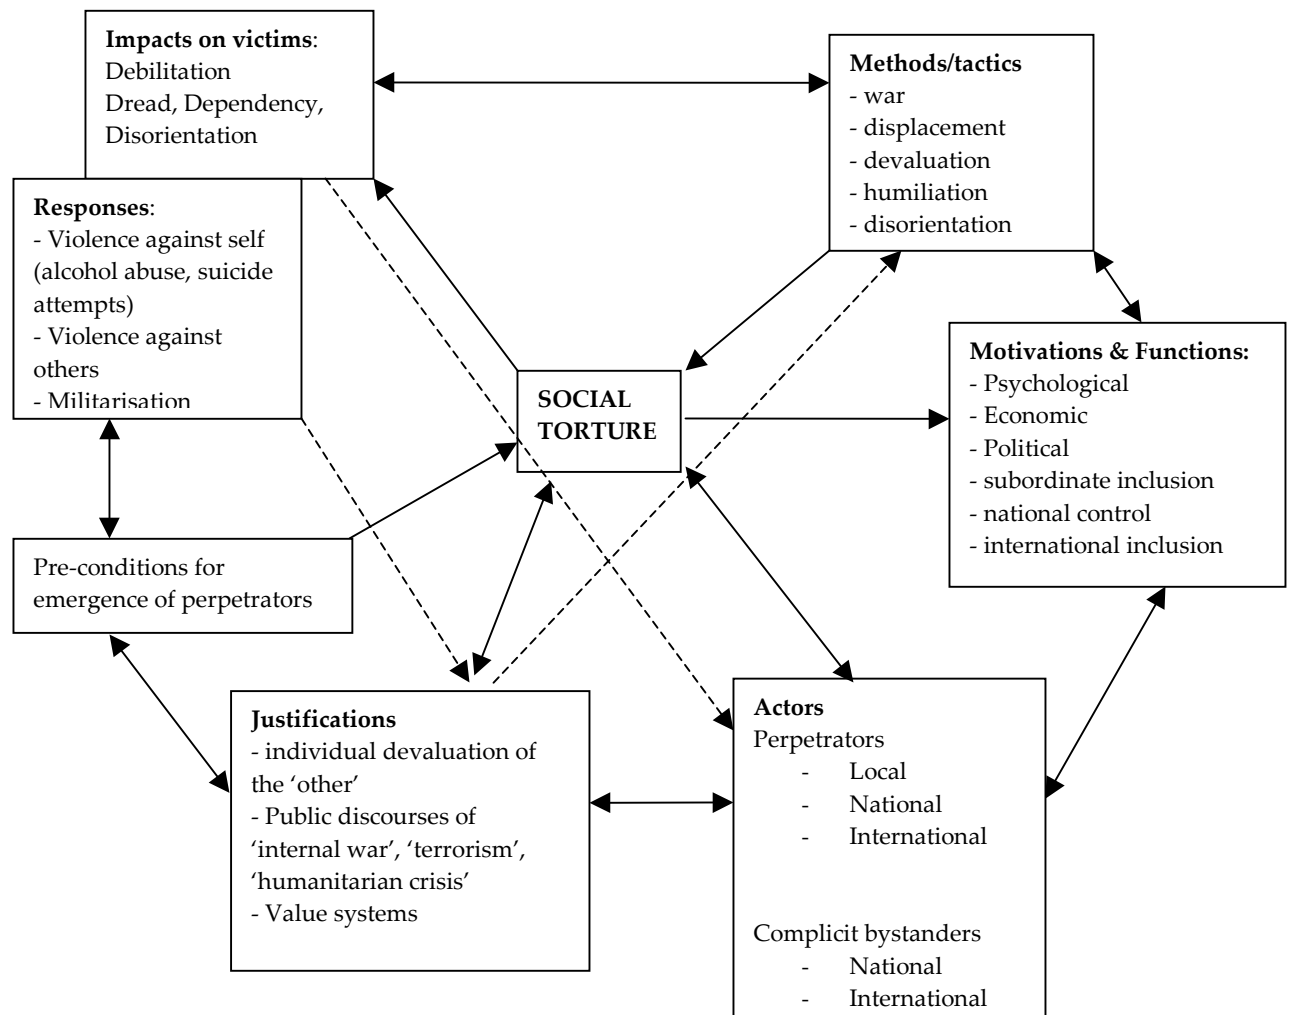 Impacts on victims:
Debilitation
Dread, Dependency,
Disorientation
Methods/tactics
- war
- displacement
- devaluation
- humiliation
- disorientation
Responses:
- Violence against self
(alcohol abuse, suicide
attempts)
- Violence against
others
- Militarisation
Motivations & Functions:
- Psychological
- Economic
- Political
- subordinate inclusion
- national control
- international inclusion
SOCIAL
TORTURE
Pre-conditions for
emergence of perpetrators
Justifications
- individual devaluation of
the ‘other’
- Public discourses of
‘internal war’, ‘terrorism’,
‘humanitarian crisis’
- Value systems
Actors
Perpetrators
- Local
- National
- International
Complicit bystanders
- National
- International